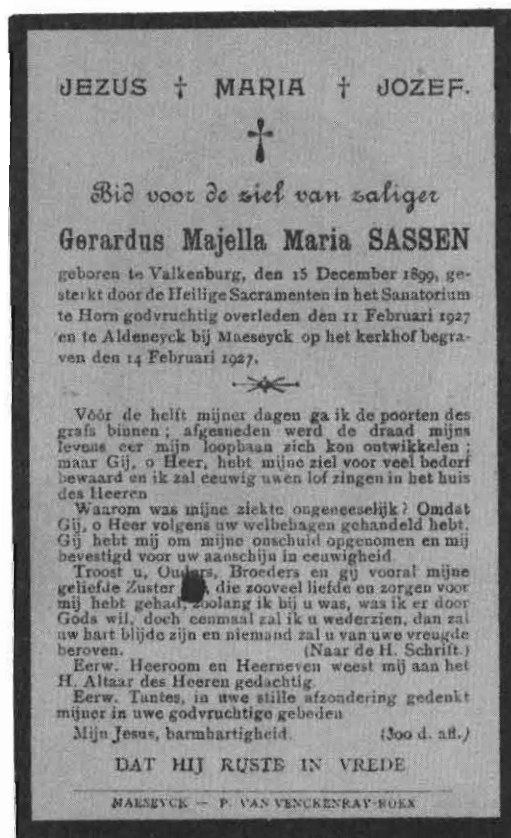 JEZUS † MARIA † JOZEF.
Bid voor de ziel van zaliger
Gerardus Majella Maria SASSEN
geboren te Valkenburg, den 15 December 1899, ge-
sterkt door de Heilige Sacramenten in het Sanatorium
te Horn godvruchtig overleden den 11 Februari 1927
en te Aldeneyck bij Maeseyck op het kerkhof begra-
ven den 14 Februari 1927.
Vóór de helft mijner dagen ga ik de poorten des
grafs binnen; afgesneden werd de draad mijns
levens eer mijn loopbaan zich kon ontwikkelen;
maar Gij, o Heer, hebt mijne ziel voor veel bederf
bewaard en ik zal eeuwig uwen lof zingen in het huis
des Heeren
Waarom was mijne ziekte ongeneeselijk? Omdat
Gij, o Heer volgens uw welbehagen gehandeld hebt.
Gij hebt mij om mijne onschuld opgenomen en mij
bevestigd voor uw aanschijn in eeuwigheid
Troost u, Ouders, Broeders en gij vooral mijne
geliefde Zuster die zooveel liefde en zorgen voor
mij hebt gehad, zoolang ik bij u was, was ik er door
Gods wil, doch eenmaal zal ik u wederzien, dan zal
uw hart blijde zijn en niemand zal u van uwe vreugde
berooven. (Naar de H. Schrift.)
Eerw. Heeroom en Heerneven weest mij aan het
H. Altaar des Heeren gedachtig.
Eerw. Tantes, in uwe stille afzondering gedenkt
mijner in uwe godvruchtige gebeden
Mijn Jesus, barmhartigheid. (300 d. afl.)
DAT HIJ RUSTE IN VREDE
MAESEYCK — P. VAN VENCKENRAY-ROEX